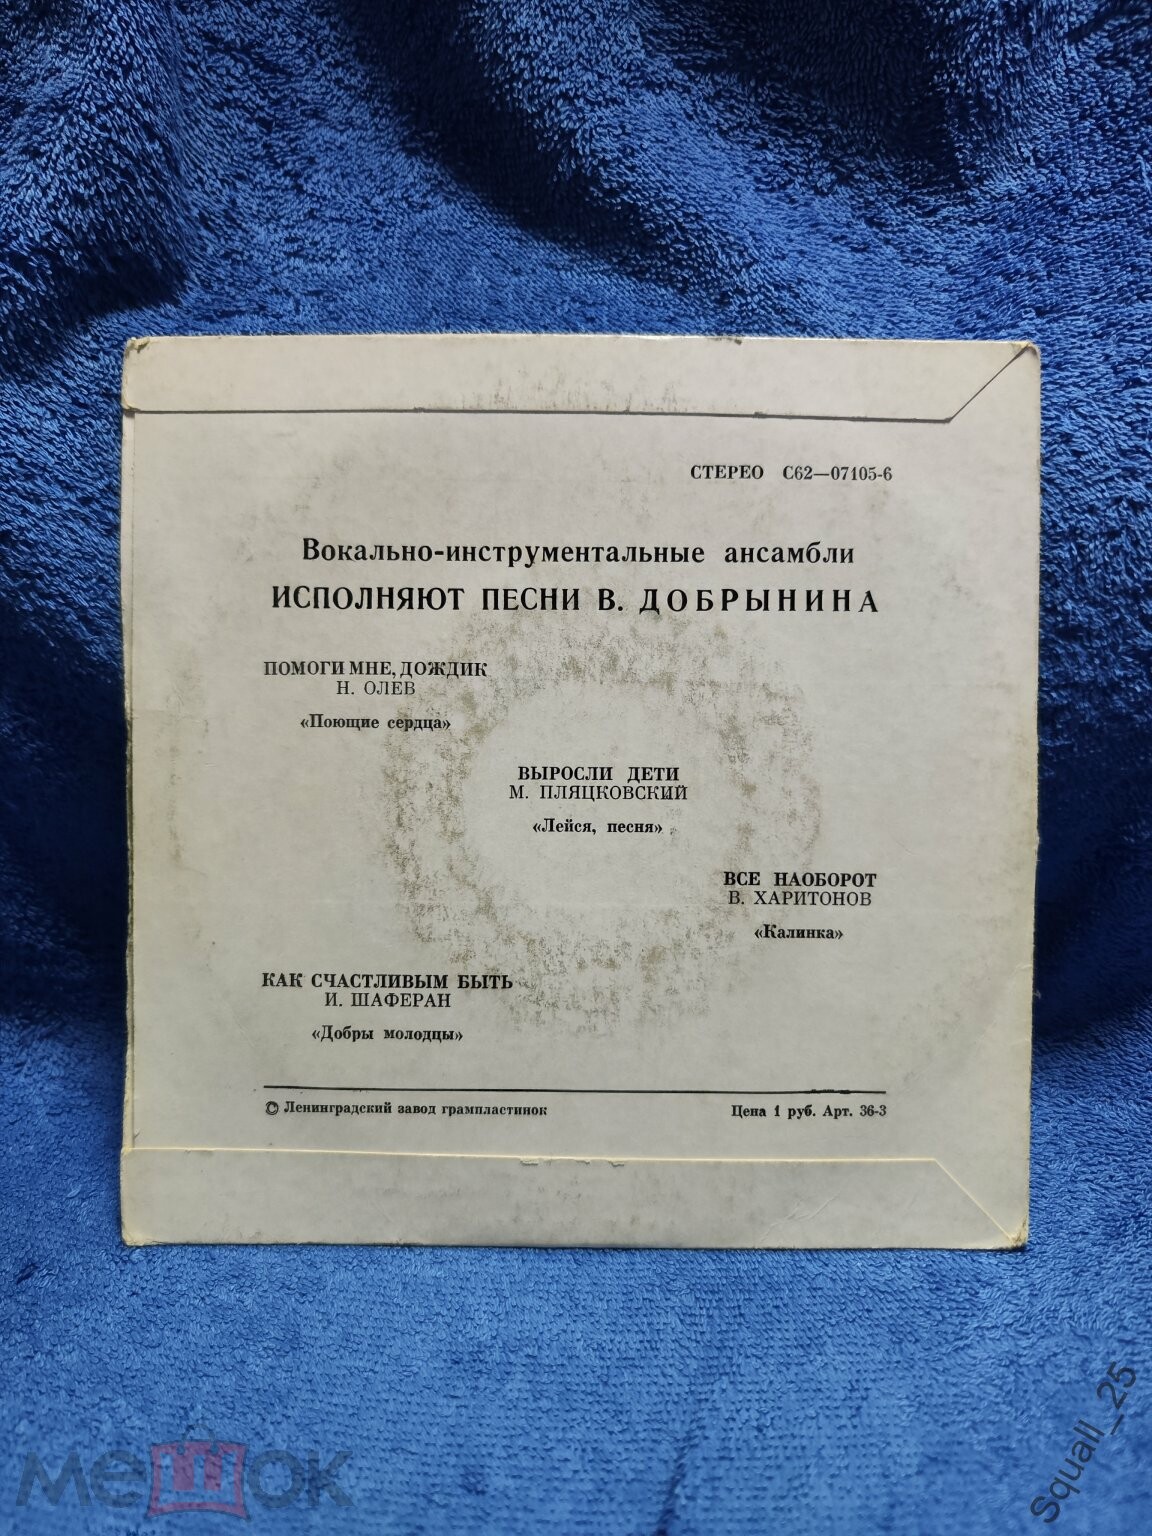 СТЕРЕО С62—07105-6
Вокально-инструментальные ансамбли
ИСПОЛНЯЮТ ПЕСНИ В. ДОБРЫНИНА
ПОМОГИ МНЕ, ДОЖДИК
Н. ОЛЕВ
«Поющие сердца»
ВЫРОСЛИ ДЕТИ
М. ПЛЯЦКОВСКИЙ
«Лейся, песня»
ВСЕ НАОБОРОТ
В. ХАРИТОНОВ
«Калинка»
КАК СЧАСТЛИВЫМ БЫТЬ
И. ШАФЕРАН
«Добры молодцы»
© Ленинградский завод грампластинок
Цена 1 руб. Арт. 36-3
мешок
Squall_25